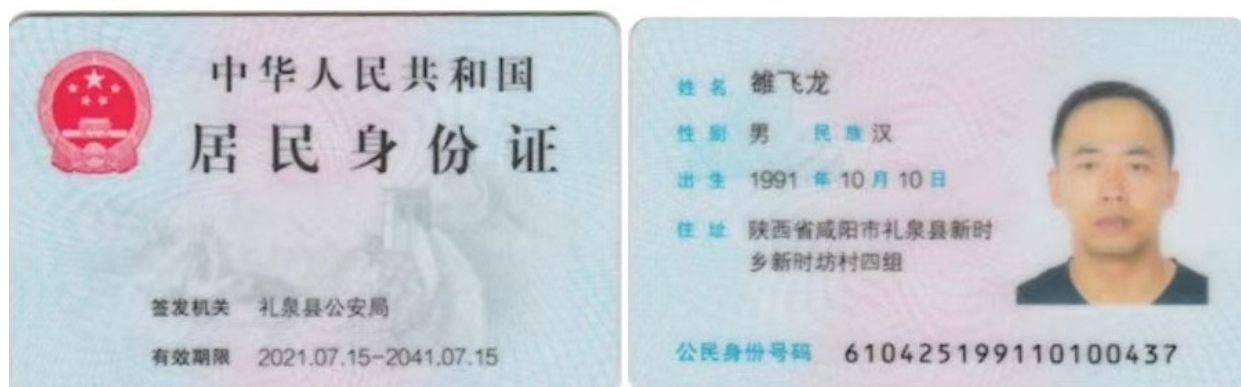 中华人民共和国
居民身份证
签发机关 礼泉县公安局
有效期限 2021.07.15-2041.07.15
姓名 雒飞龙
性别 男 民族 汉
出生 1991 年 10 月 10 日
住址 陕西省咸阳市礼泉县新时
乡新时坊村四组
公民身份号码 610425199110100437